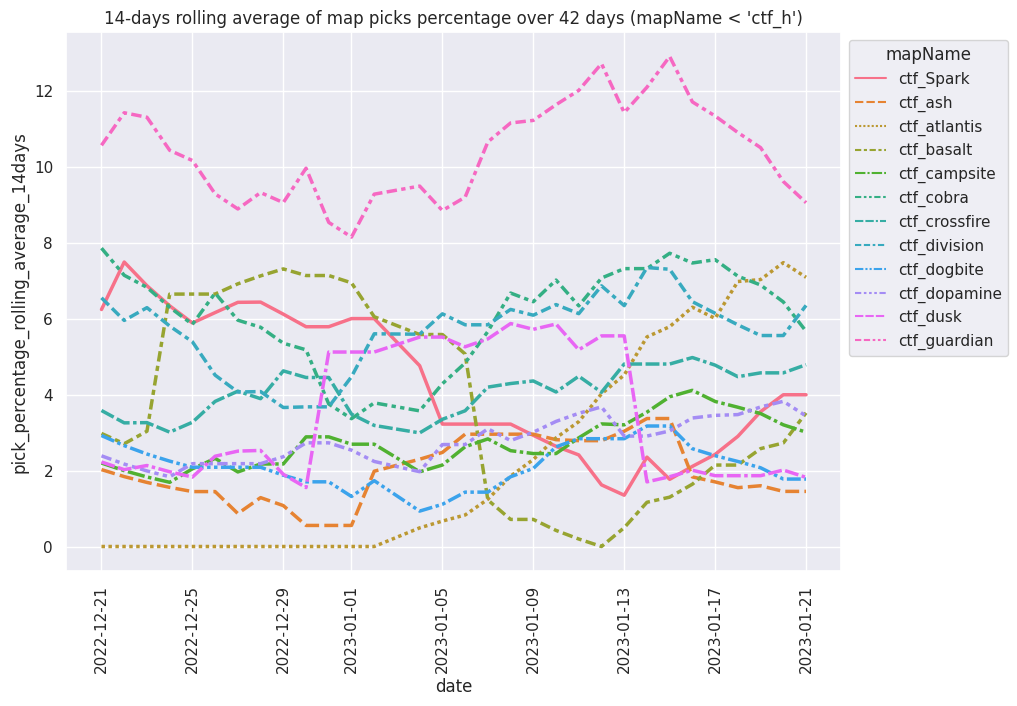 14-days rolling average of map picks percentage over 42 days (mapName < 'ctf_h')
pick_percentage_rolling_average_14days
12
10
8
6
4
2
0
2022-12-21
2022-12-25
2022-12-29
2023-01-01
2023-01-05
2023-01-09
2023-01-13
2023-01-17
2023-01-21
date
mapName
ctf_Spark
ctf_ash
ctf_atlantis
ctf_basalt
ctf_campsite
ctf_cobra
ctf_crossfire
ctf_division
ctf_dogbite
ctf_dopamine
ctf_dusk
ctf_guardian